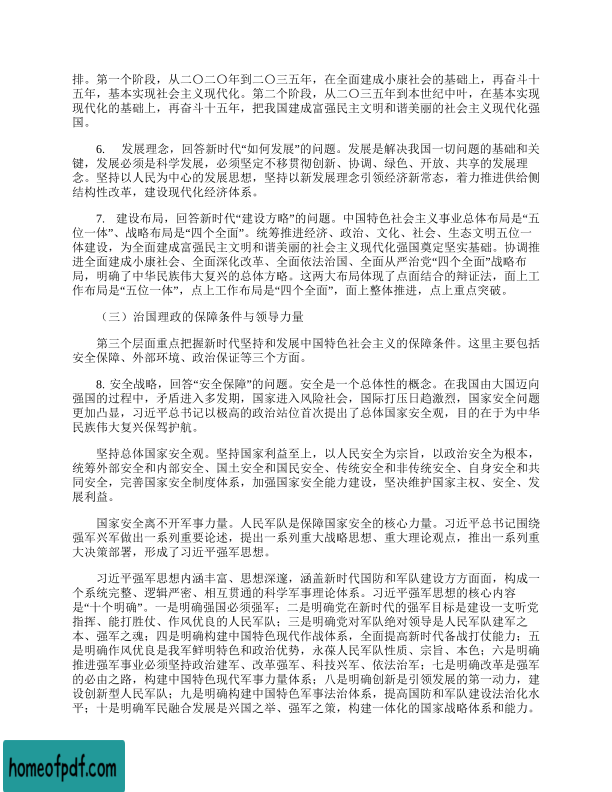 排。第一个阶段，从二〇二〇年到二〇三五年，在全面建成小康社会的基础上，再奋斗十
五年，基本实现社会主义现代化。第二个阶段，从二〇三五年到本世纪中叶，在基本实现
现代化的基础上，再奋斗十五年，把我国建成富强民主文明和谐美丽的社会主义现代化强
国。
6. 发展理念，回答新时代“如何发展”的问题。发展是解决我国一切问题的基础和关
键，发展必须是科学发展，必须坚定不移贯彻创新、协调、绿色、开放、共享的发展理
念。坚持以人民为中心的发展思想，坚持以新发展理念引领经济新常态，着力推进供给侧
结构性改革，建设现代化经济体系。
7. 建设布局，回答新时代“建设方略”的问题。中国特色社会主义事业总体布局是“五
位一体”、战略布局是“四个全面”。统筹推进经济、政治、文化、社会、生态文明五位一
体建设，为全面建成富强民主文明和谐美丽的社会主义现代化强国奠定坚实基础。协调推
进全面建成小康社会、全面深化改革、全面依法治国、全面从严治党“四个全面”战略布
局，明确了中华民族伟大复兴的总体方略。这两大布局体现了点面结合的辩证法，面上工
作布局是“五位一体”，点上工作布局是“四个全面”，面上整体推进，点上重点突破。
（三）治国理政的保障条件与领导力量
第三个层面重点把握新时代坚持和发展中国特色社会主义的保障条件。这里主要包括
安全保障、外部环境、政治保证等三个方面。
8. 安全战略，回答“安全保障”的问题。安全是一个总体性的概念。在我国由大国迈向
强国的过程中，矛盾进入多发期，国家进入风险社会，国际打压日趋激烈，国家安全问题
更加凸显，习近平总书记以极高的政治站位首次提出了总体国家安全观，目的在于为中华
民族伟大复兴保驾护航。
坚持总体国家安全观。坚持国家利益至上，以人民安全为宗旨，以政治安全为根本，
统筹外部安全和内部安全、国土安全和国民安全、传统安全和非传统安全、自身安全和共
同安全，完善国家安全制度体系，加强国家安全能力建设，坚决维护国家主权、安全、发
展利益。
国家安全离不开军事力量。人民军队是保障国家安全的核心力量。习近平总书记围绕
强军兴军做出一系列重要论述，提出一系列重大战略思想、重大理论观点，推出一系列重
大决策部署，形成了习近平强军思想。
习近平强军思想内涵丰富、思想深邃，涵盖新时代国防和军队建设方方面面，构成一
个系统完整、逻辑严密、相互贯通的科学军事理论体系。习近平强军思想的核心内容
是“十个明确”。一是明确强国必须强军；二是明确党在新时代的强军目标是建设一支听党
指挥、能打胜仗、作风优良的人民军队；三是明确党对军队绝对领导是人民军队建军之
本、强军之魂；四是明确构建中国特色现代作战体系，全面提高新时代备战打仗能力；五
是明确作风优良是我军鲜明特色和政治优势，永葆人民军队性质、宗旨、本色；六是明确
推进强军事业必须坚持政治建军、改革强军、科技兴军、依法治军；七是明确改革是强军
的必由之路，构建中国特色现代军事力量体系；八是明确创新是引领发展的第一动力，建
设创新型人民军队；九是明确构建中国特色军事法治体系，提高国防和军队建设法治化水
平；十是明确军民融合发展是兴国之举、强军之策，构建一体化的国家战略体系和能力。
homeofpdf.com